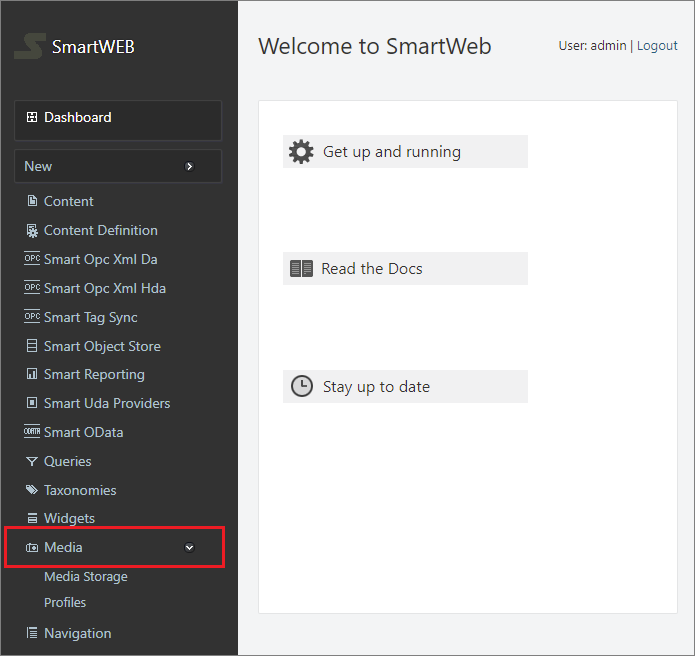 SmartWEB
Welcome to SmartWeb
User: admin | Logout
Dashboard
New
Content
Content Definition
OPC Smart Opc Xml Da
OPC Smart Opc Xml Hda
OPC Smart Tag Sync
Smart Object Store
Smart Reporting
Smart Uda Providers
ODATA Smart OData
Queries
Taxonomies
Widgets
Media
Media Storage
Profiles
Navigation
Get up and running
Read the Docs
Stay up to date